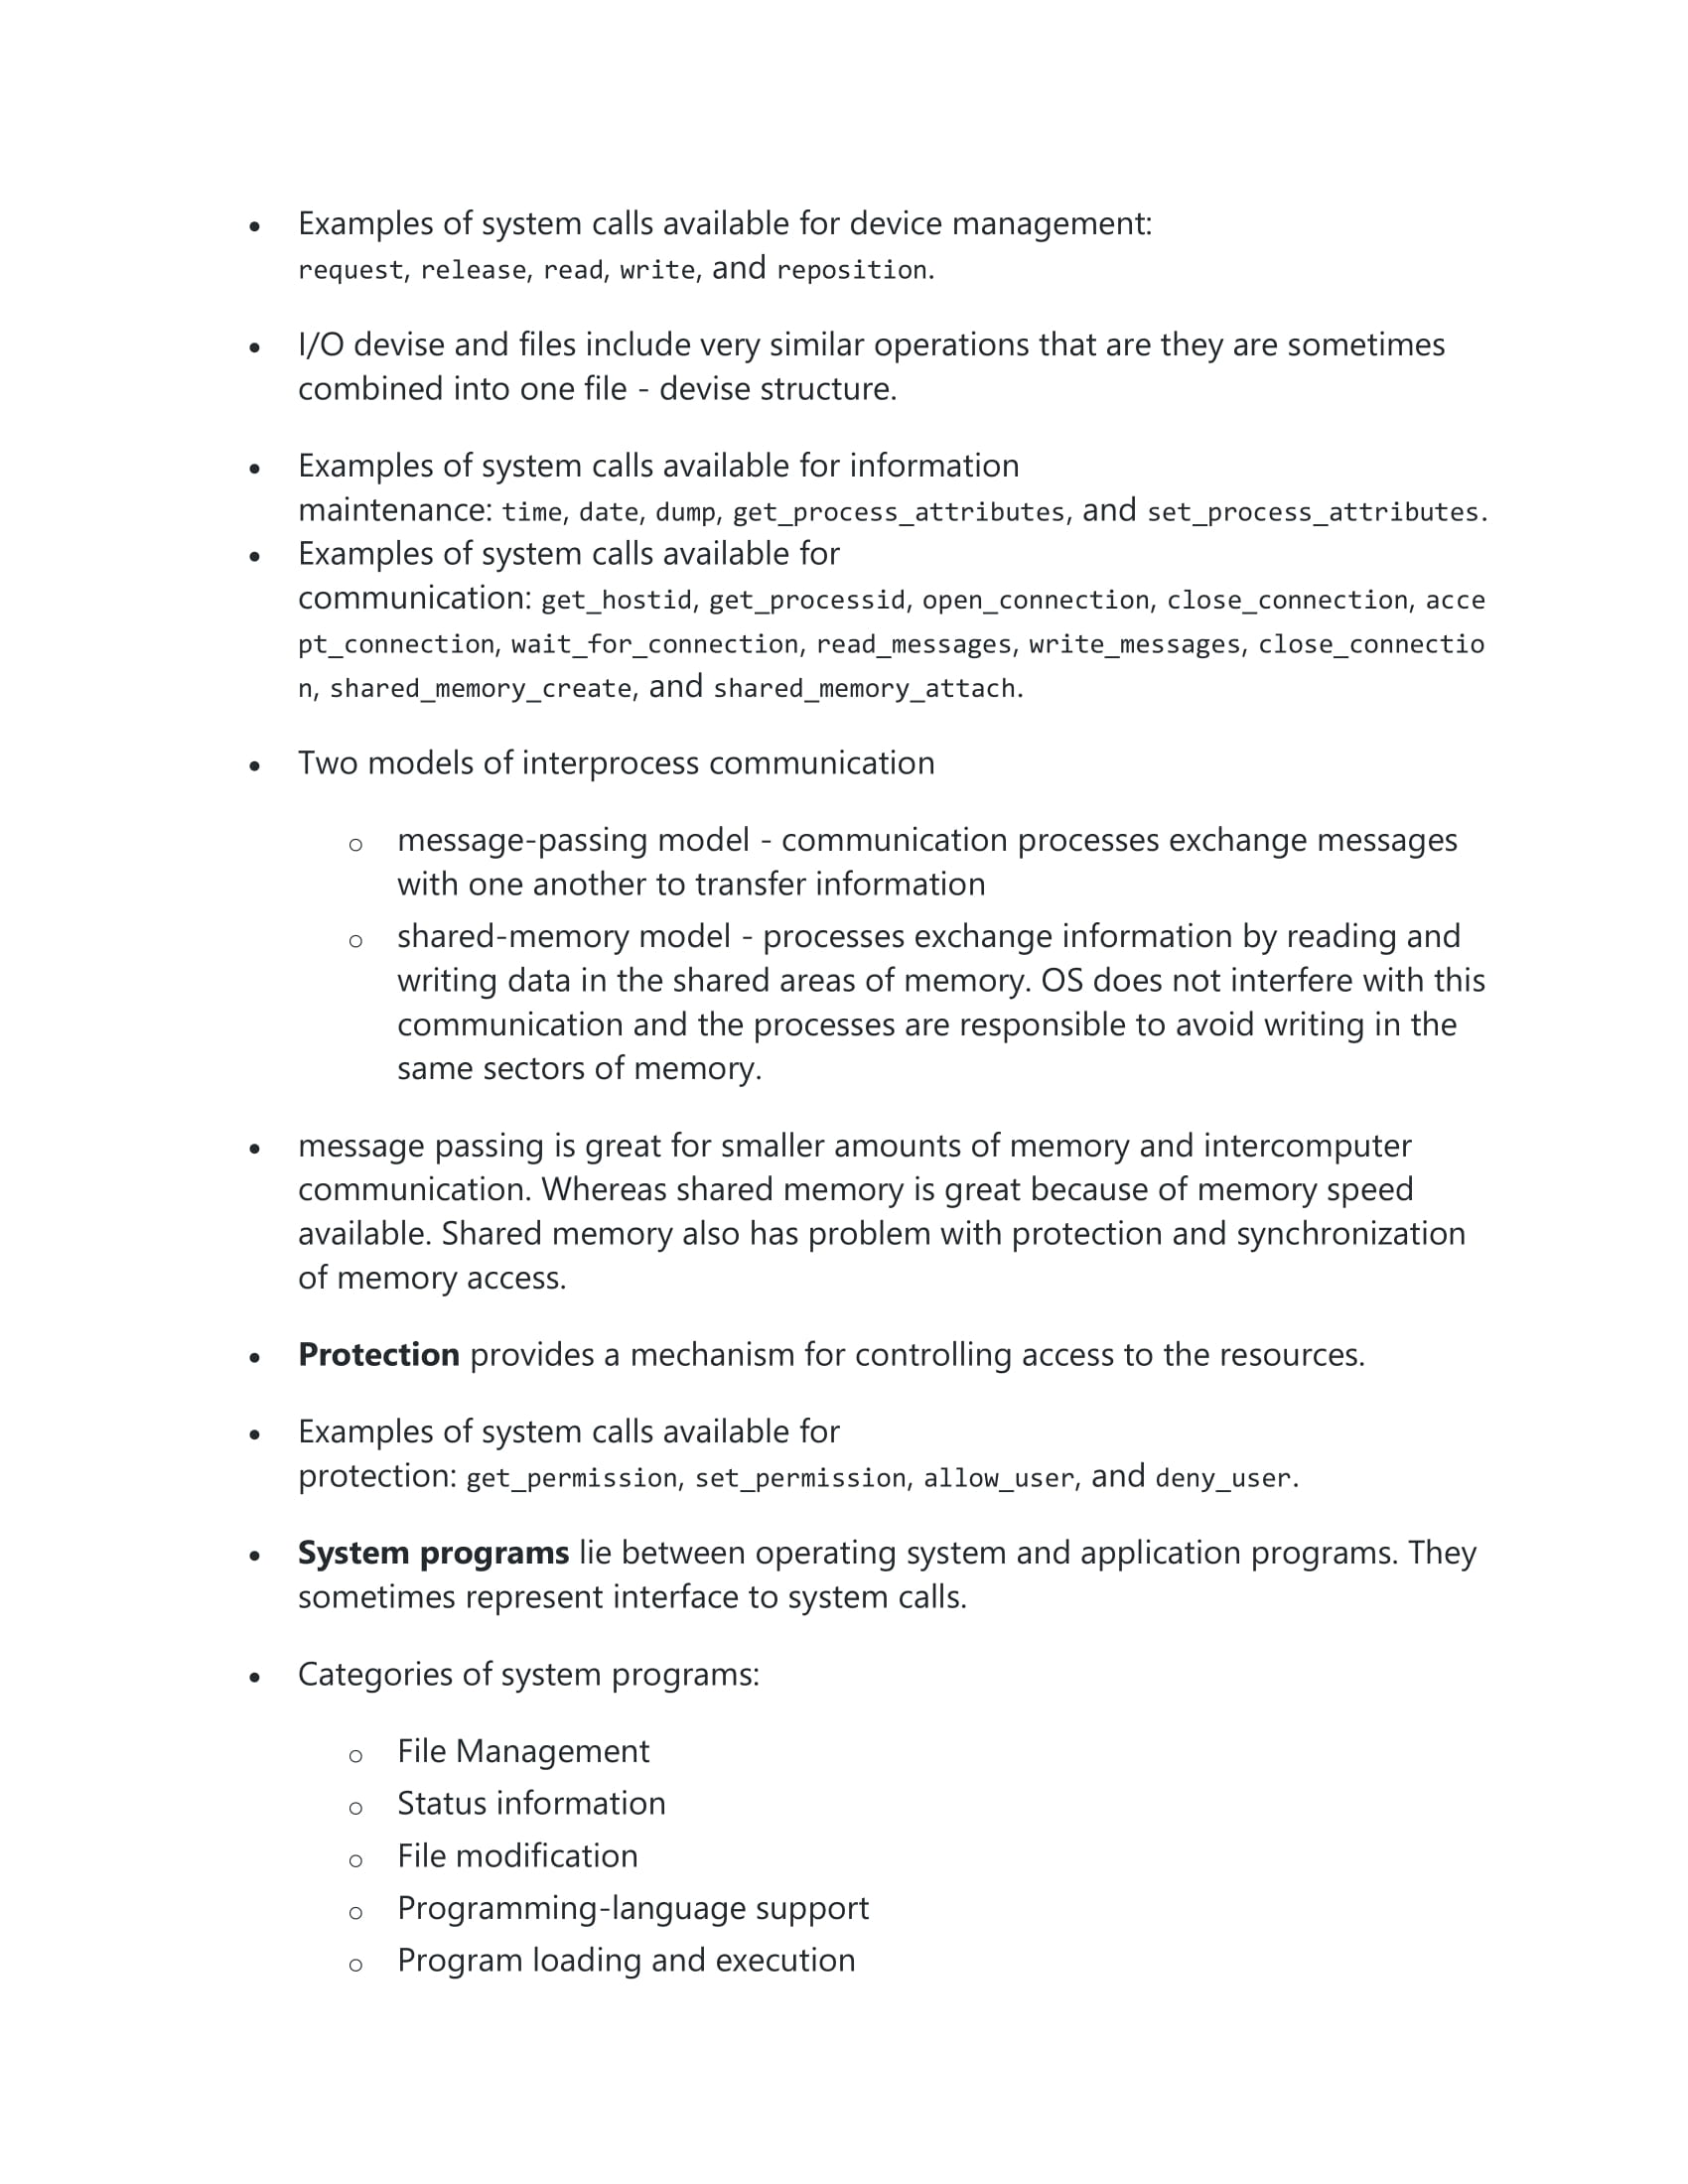 • Examples of system calls available for device management:
request, release, read, write, and reposition.
• I/O devise and files include very similar operations that are they are sometimes
combined into one file - devise structure.
• Examples of system calls available for information
maintenance: time, date, dump, get_process_attributes, and set_process_attributes.
• Examples of system calls available for
communication: get_hostid, get_processid, open_connection, close_connection, acce
pt_connection, wait_for_connection, read_messages, write_messages, close_connectio
n, shared_memory_create, and shared_memory_attach.
• Two models of interprocess communication
o message-passing model - communication processes exchange messages
with one another to transfer information
o shared-memory model - processes exchange information by reading and
writing data in the shared areas of memory. OS does not interfere with this
communication and the processes are responsible to avoid writing in the
same sectors of memory.
• message passing is great for smaller amounts of memory and intercomputer
communication. Whereas shared memory is great because of memory speed
available. Shared memory also has problem with protection and synchronization
of memory access.
• Protection provides a mechanism for controlling access to the resources.
• Examples of system calls available for
protection: get_permission, set_permission, allow_user, and deny_user.
• System programs lie between operating system and application programs. They
sometimes represent interface to system calls.
• Categories of system programs:
o File Management
o Status information
o File modification
o Programming-language support
o Program loading and execution